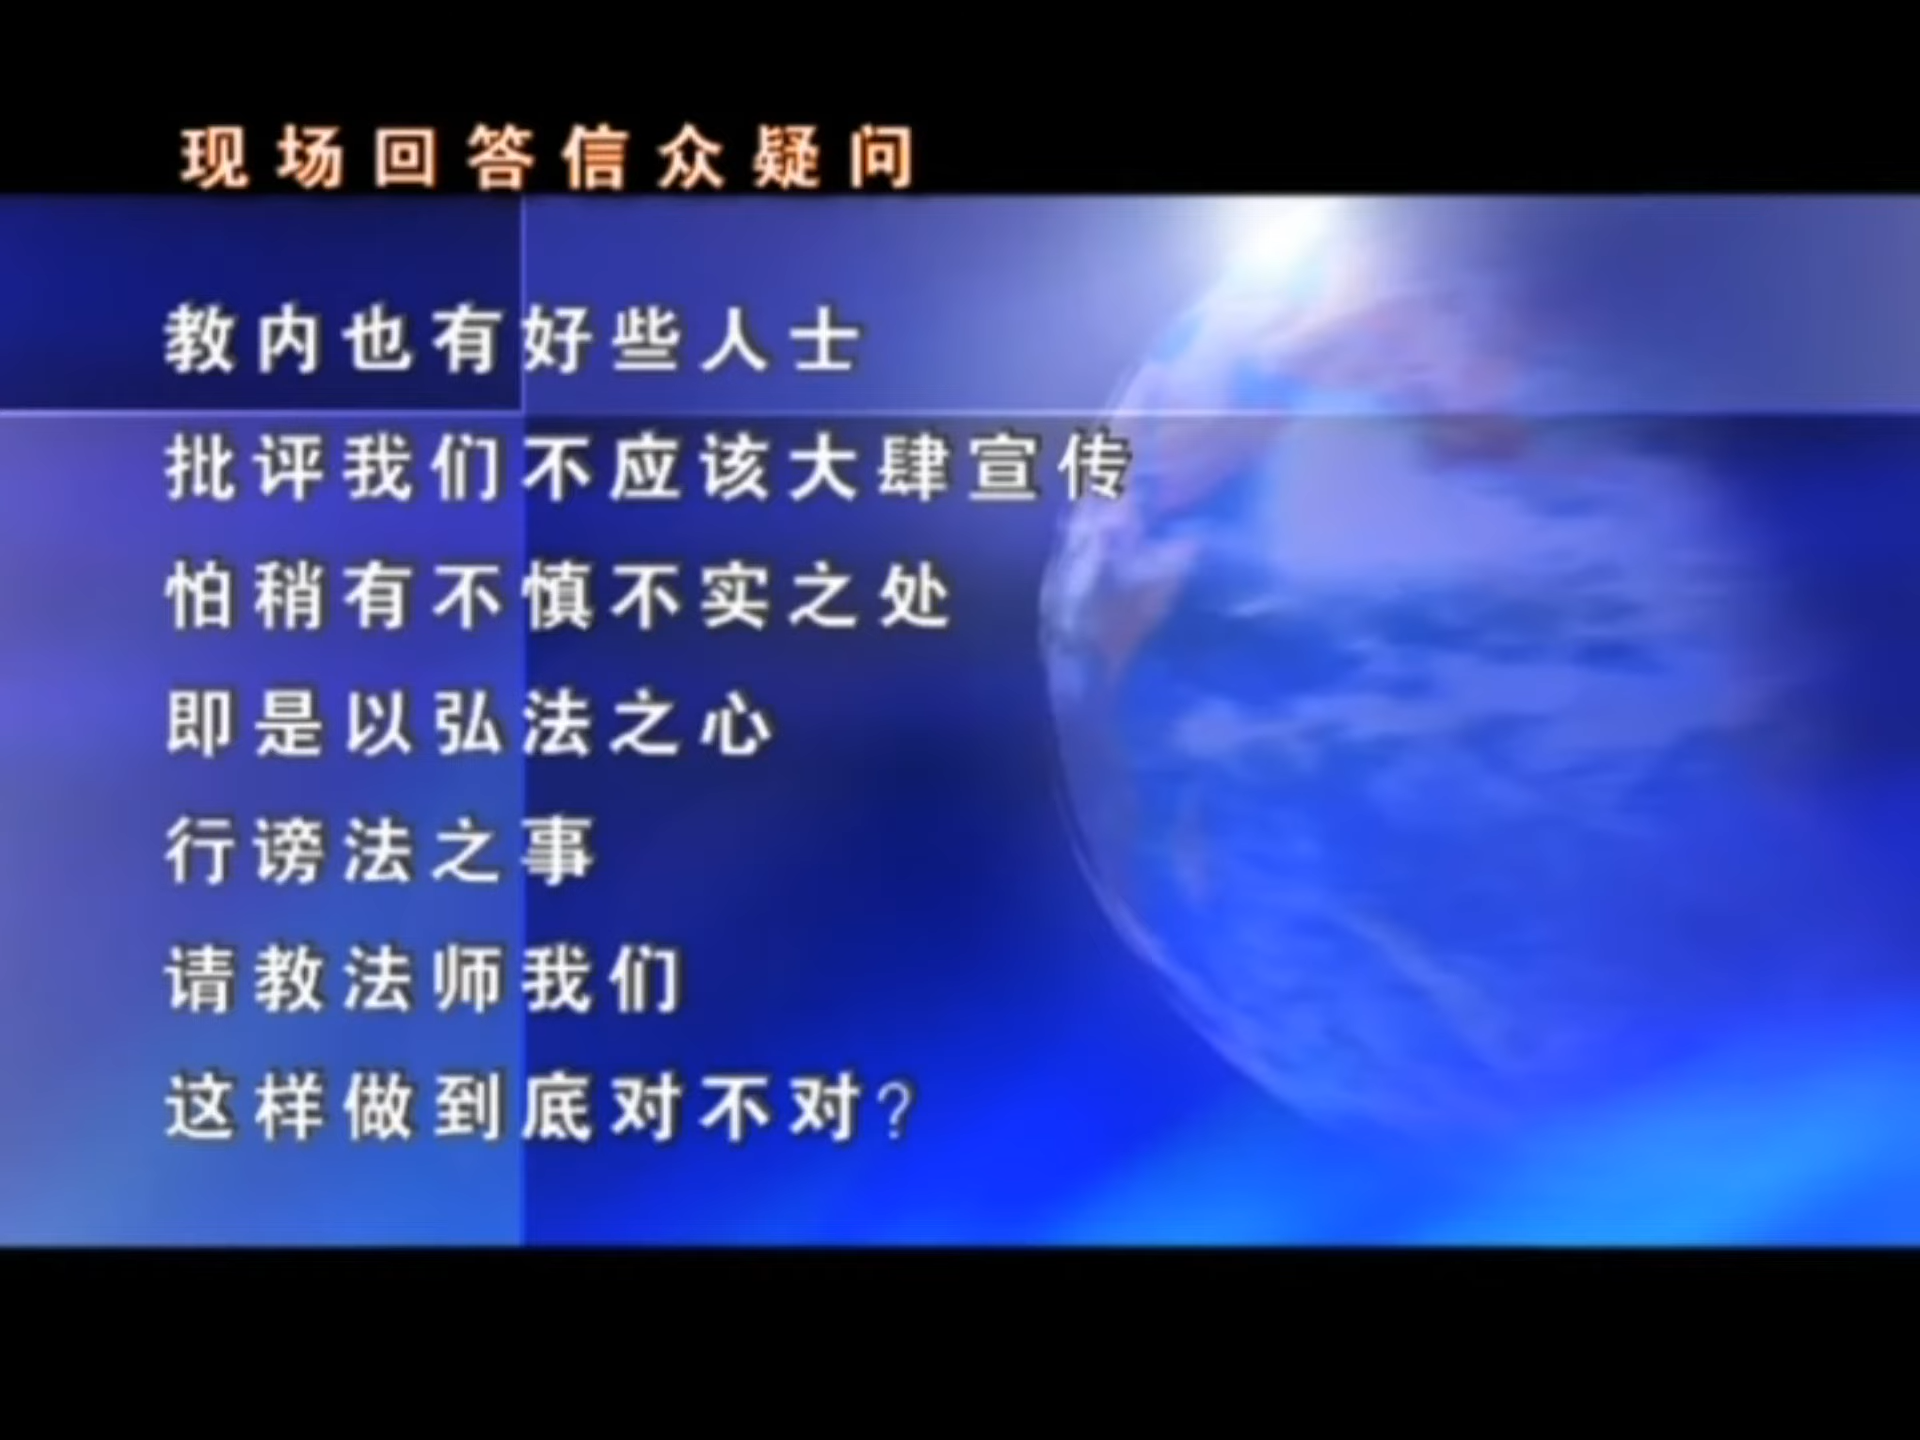 现场回答信众疑问
教内也有好些人士
批评我们不应该大肆宣传
怕稍有不慎不实之处
即是以弘法之心
行谤法之事
请教法师我们
这样做到底对不对?